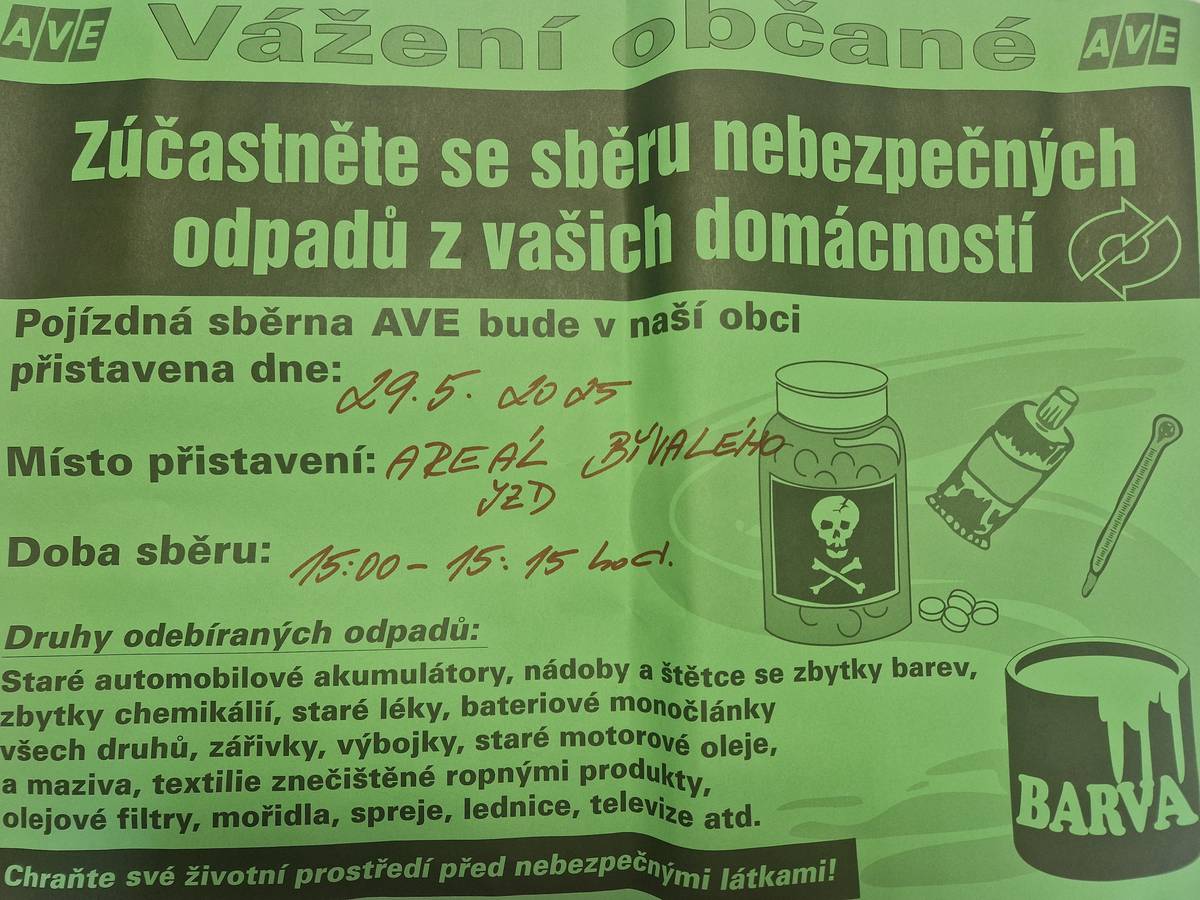 AVE Vážení občané AVE
Zúčastněte se sběru nebezpečných
odpadů z vašich domácností
Pojízdná sběrna AVE bude v naší obci
přistavena dne: 29.5. 2025
Místo přistavení: AREÁL BÝVALÉHO
JZD
Doba sběru: 15:00 - 15:15 hod.
Druhy odebíraných odpadů:
Staré automobilové akumulátory, nádoby a štětce se zbytky barev,
zbytky chemikálií, staré léky, bateriové monočlánky
všech druhů, zářivky, výbojky, staré motorové oleje,
a maziva, textilie znečištěné ropnými produkty,
olejové filtry, mořidla, spreje, lednice, televize atd.
BARVA
Chraňte své životní prostředí před nebezpečnými látkami!